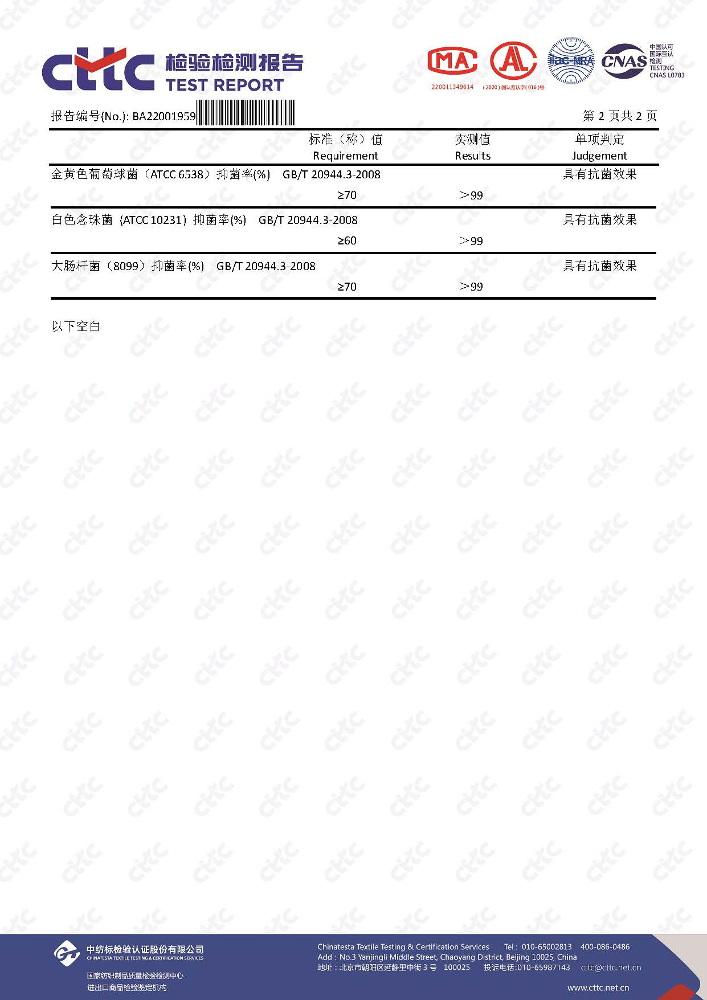 cttc 检验检测报告
TEST REPORT
MA
220011349614
AL
(2020)国认监认字(016)号
ilac-MRA
CNAS
中国认可
国际互认
检测
TESTING
CNAS L0783
报告编号(No.): BA22001959
第 2 页共 2 页
标准（称）值 实测值 单项判定
Requirement Results Judgement
金黄色葡萄球菌（ATCC 6538）抑菌率(%) GB/T 20944.3-2008 具有抗菌效果
≥70 ＞99
白色念珠菌 (ATCC 10231) 抑菌率(%) GB/T 20944.3-2008 具有抗菌效果
≥60 ＞99
大肠杆菌（8099）抑菌率(%) GB/T 20944.3-2008 具有抗菌效果
≥70 ＞99
以下空白
中纺标检验认证股份有限公司
CHINATESTA TEXTILE TESTING & CERTIFICATION SERVICES
国家纺织制品质量检验检测中心
进出口商品检验鉴定机构
Chinatesta Textile Testing & Certification Services Tel : 010-65002813 400-086-0486
Add : No.3 Yanjingli Middle Street, Chaoyang District, Beijing 10025, China
地址 : 北京市朝阳区延静里中街 3 号 100025 投诉电话:010-65987143 cttc@cttc.net.cn
www.cttc.net.cn